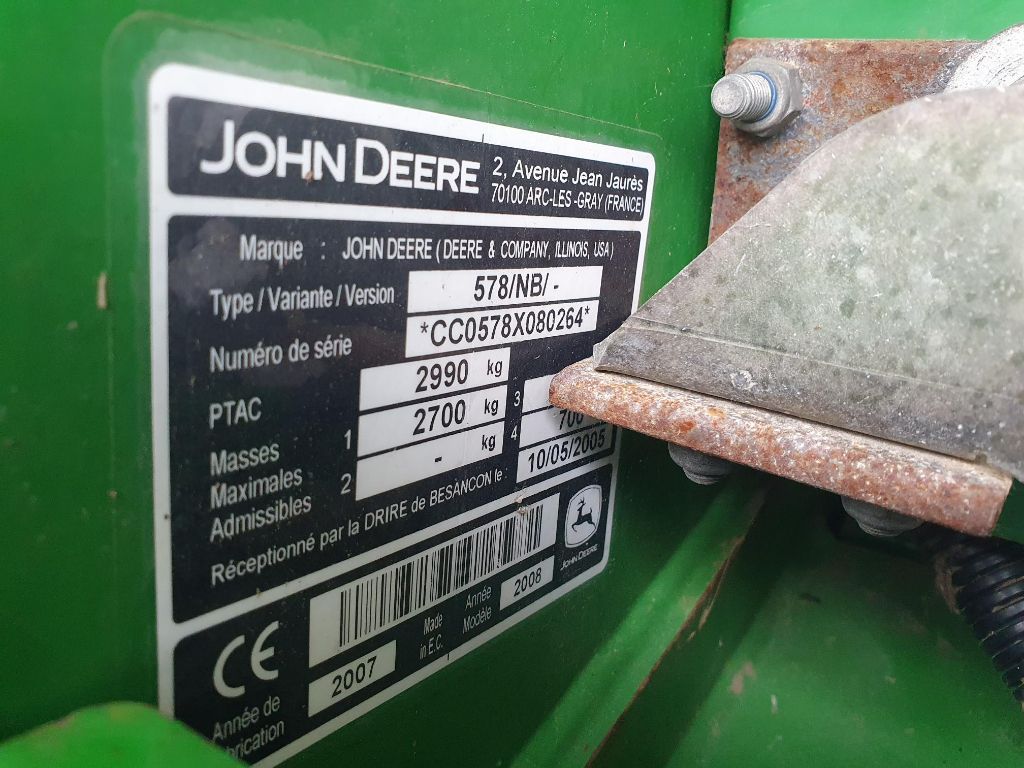 JOHN DEERE
2, Avenue Jean Jaurès
70100 ARC-LES -GRAY (FRANCE)
Marque : JOHN DEERE ( DEERE & COMPANY, ILLINOIS, USA )
Type / Variante / Version 578/NB/ -
Numéro de série *CC0578X080264*
PTAC 2990 kg
Masses 1 2700 kg 3
Maximales
Admissibles 2 - kg 4 700
Réceptionné par la DRIRE de BESANCON le : 10/05/2005
JOHN DEERE
CE
Année de
2007
Made
in E.C.
Année
Modèle
2008